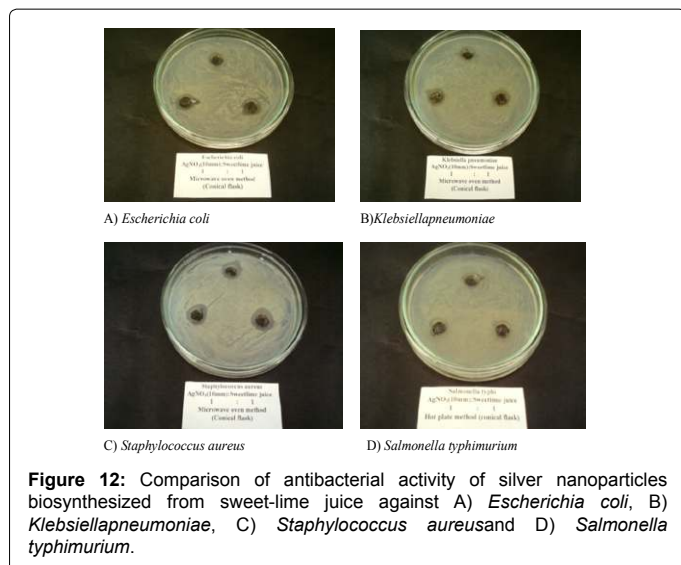 Escherichia coli
AgNO₃(10mm):Sweetlime juice
1 : 1
Microwave oven method
(Conical flask)
A) Escherichia coli
Klebsiella pneumoniae
AgNO₃(10mm):Sweetlime juice
1 : 1
Microwave oven method
(Conical flask)
B)Klebsiellapneumoniae
Staphylococcus aureus
AgNO₃(10mm):Sweetlime juice
1 : 1
Microwave oven method
(Conical flask)
C) Staphylococcus aureus
Salmonella typhi
AgNO₃(10mm):Sweetlime juice
1 : 1
Hot plate method (conical flask)
D) Salmonella typhimurium
Figure 12: Comparison of antibacterial activity of silver nanoparticles
biosynthesized from sweet-lime juice against A) Escherichia coli, B)
Klebsiellapneumoniae, C) Staphylococcus aureusand D) Salmonella
typhimurium.